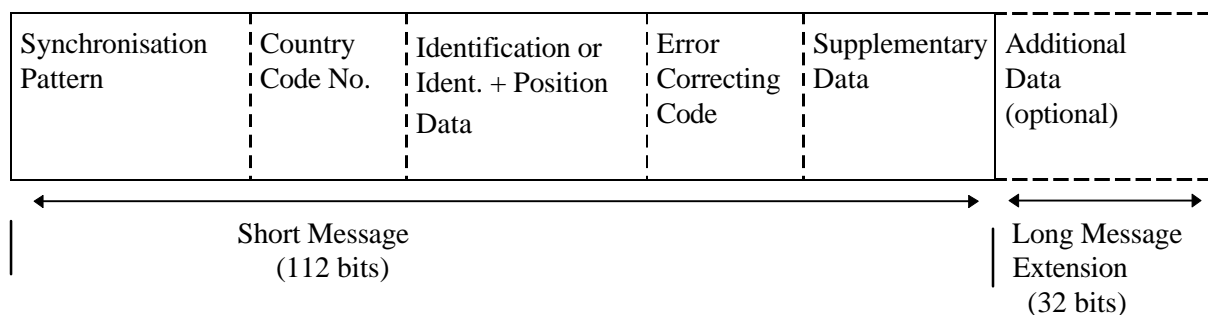 Synchronisation
Pattern
Country
Code No.
Identification or
Ident. + Position
Data
Error
Correcting
Code
Supplementary
Data
Additional
Data
(optional)
Short Message
(112 bits)
Long Message
Extension
(32 bits)